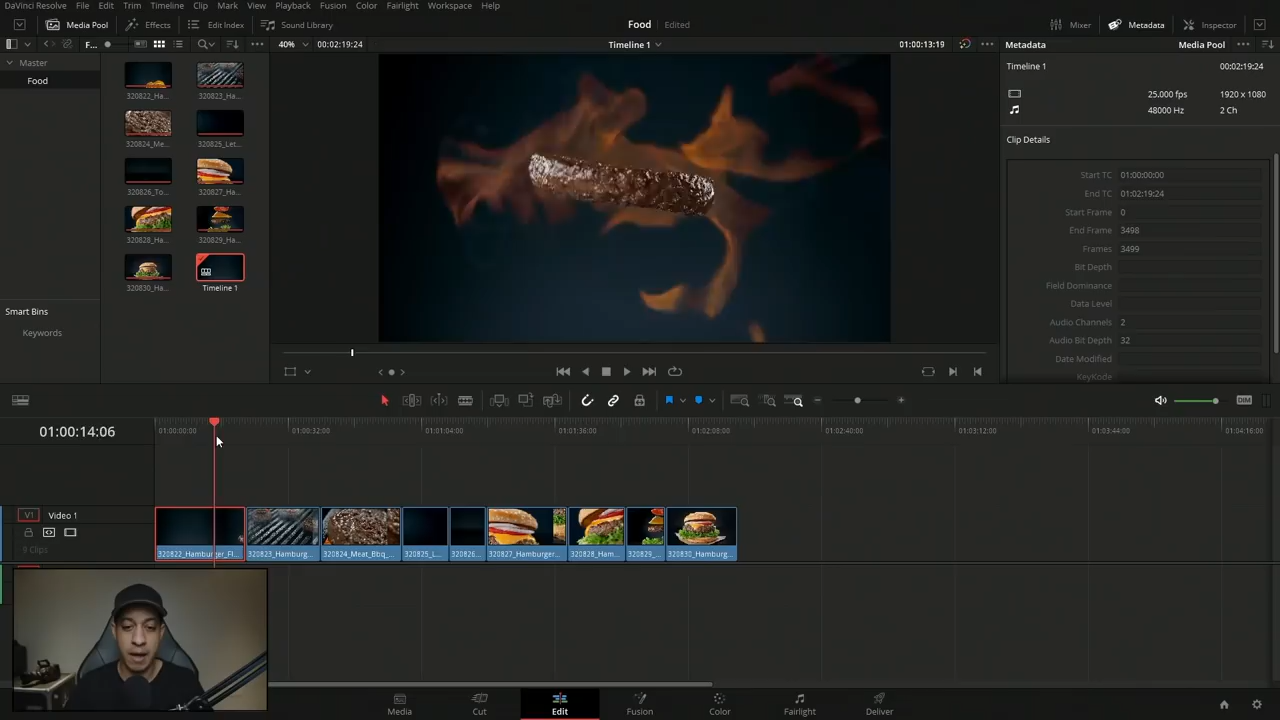 DaVinci Resolve File Edit Trim Timeline Clip Mark View Playback Fusion Color Fairlight Workspace Help
Media Pool Effects Edit Index Sound Library Food Edited Mixer Metadata Inspector
F... 40% 00:02:19:24 Timeline 1 01:00:13:19 Metadata Media Pool
Master
Food
320822_Ha... 320823_Ha...
320824_Me... 320825_Let...
320826_To... 320827_Ha...
320828_Ha... 320829_Ha...
320830_Ha... Timeline 1
Smart Bins
Keywords
Timeline 1 00:02:19:24
25.000 fps 1920 x 1080
48000 Hz 2 Ch
Clip Details
Start TC 01:00:00:00
End TC 01:02:19:24
Start Frame 0
End Frame 3498
Frames 3499
Bit Depth
Field Dominance
Data Level
Audio Channels 2
Audio Bit Depth 32
Date Modified
KeyKode
DIM
01:00:14:06 01:00:00:00 01:00:32:00 01:01:04:00 01:01:36:00 01:02:08:00 01:02:40:00 01:03:12:00 01:03:44:00 01:04:16:00
V1 Video 1
9 Clips
320822_Hamburger_Fl... 320823_Hamburg... 320824_Meat_Bbq_... 320825_L... 320826... 320827_Hamburger... 320828_Ham... 320829_... 320830_Hamburg...
Media Cut Edit Fusion Color Fairlight Deliver